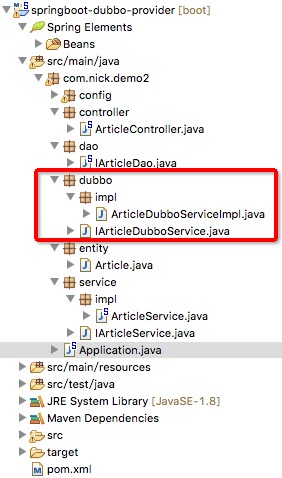 springboot-dubbo-provider [boot]
Spring Elements
Beans
src/main/java
com.nick.demo2
config
controller
ArticleController.java
dao
IArticleDao.java
dubbo
impl
ArticleDubboServiceImpl.java
IArticleDubboService.java
entity
Article.java
service
impl
ArticleService.java
IArticleService.java
Application.java
src/main/resources
src/test/java
JRE System Library [JavaSE-1.8]
Maven Dependencies
src
target
pom.xml